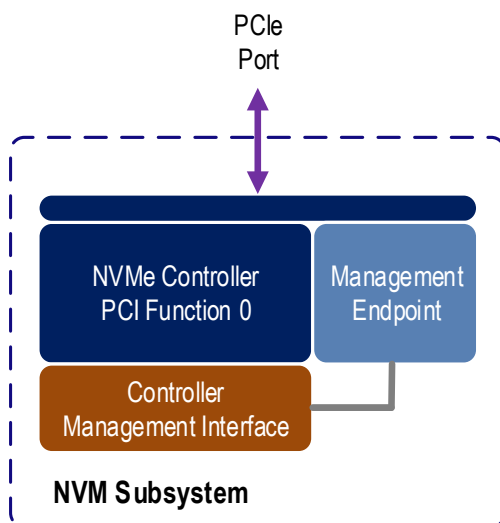 PCIe
Port
NVMe Controller
PCI Function 0
Management
Endpoint
Controller
Management Interface
NVM Subsystem